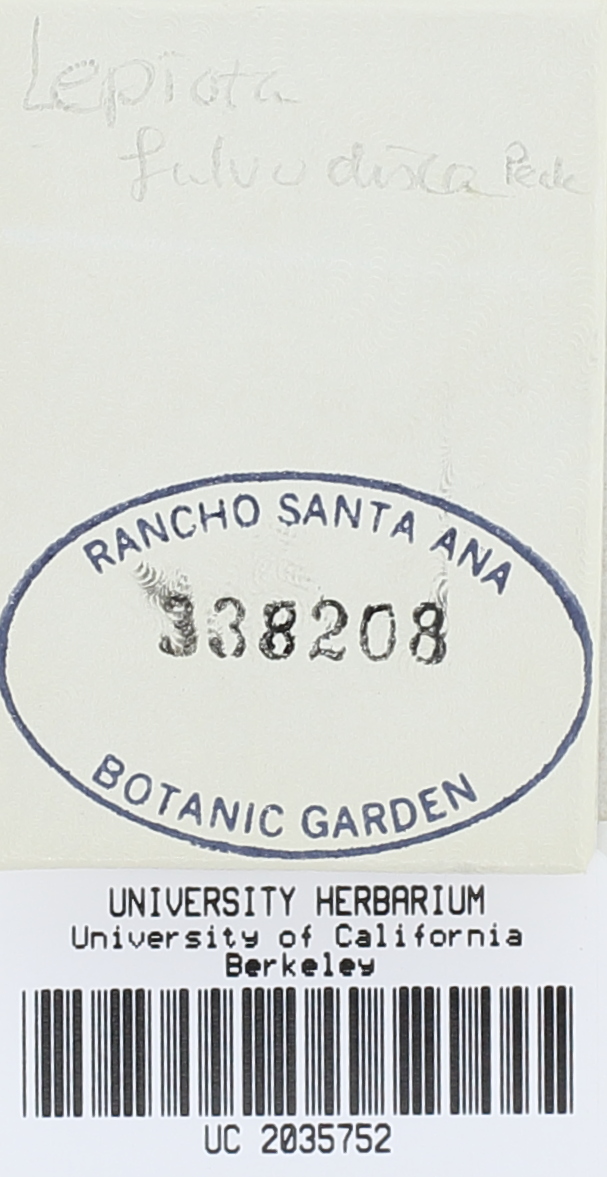 Lepiota
fulvodisca Peck
RANCHO SANTA ANA
338208
BOTANIC GARDEN
UNIVERSITY HERBARIUM
University of California
Berkeley
UC 2035752